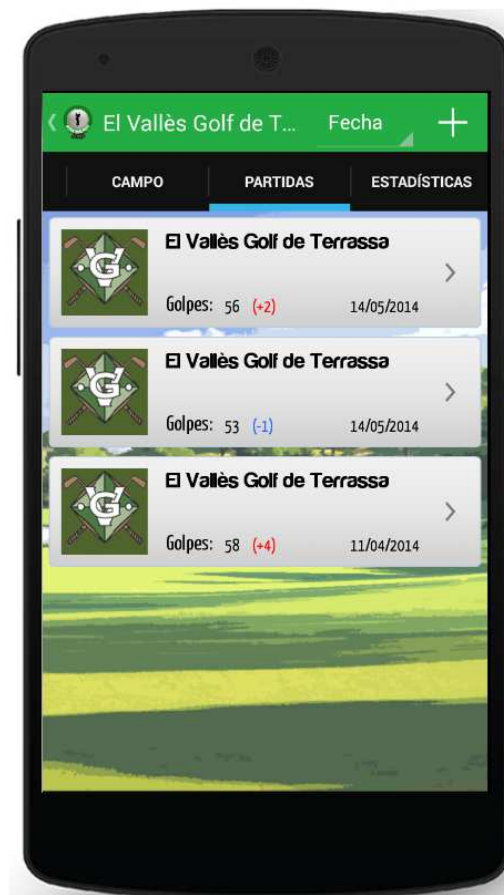 El Vallès Golf de T... Fecha
CAMPO PARTIDAS ESTADÍSTICAS
El Vallès Golf de Terrassa
Golpes: 56 (+2) 14/05/2014
El Vallès Golf de Terrassa
Golpes: 53 (-1) 14/05/2014
El Vallès Golf de Terrassa
Golpes: 58 (+4) 11/04/2014